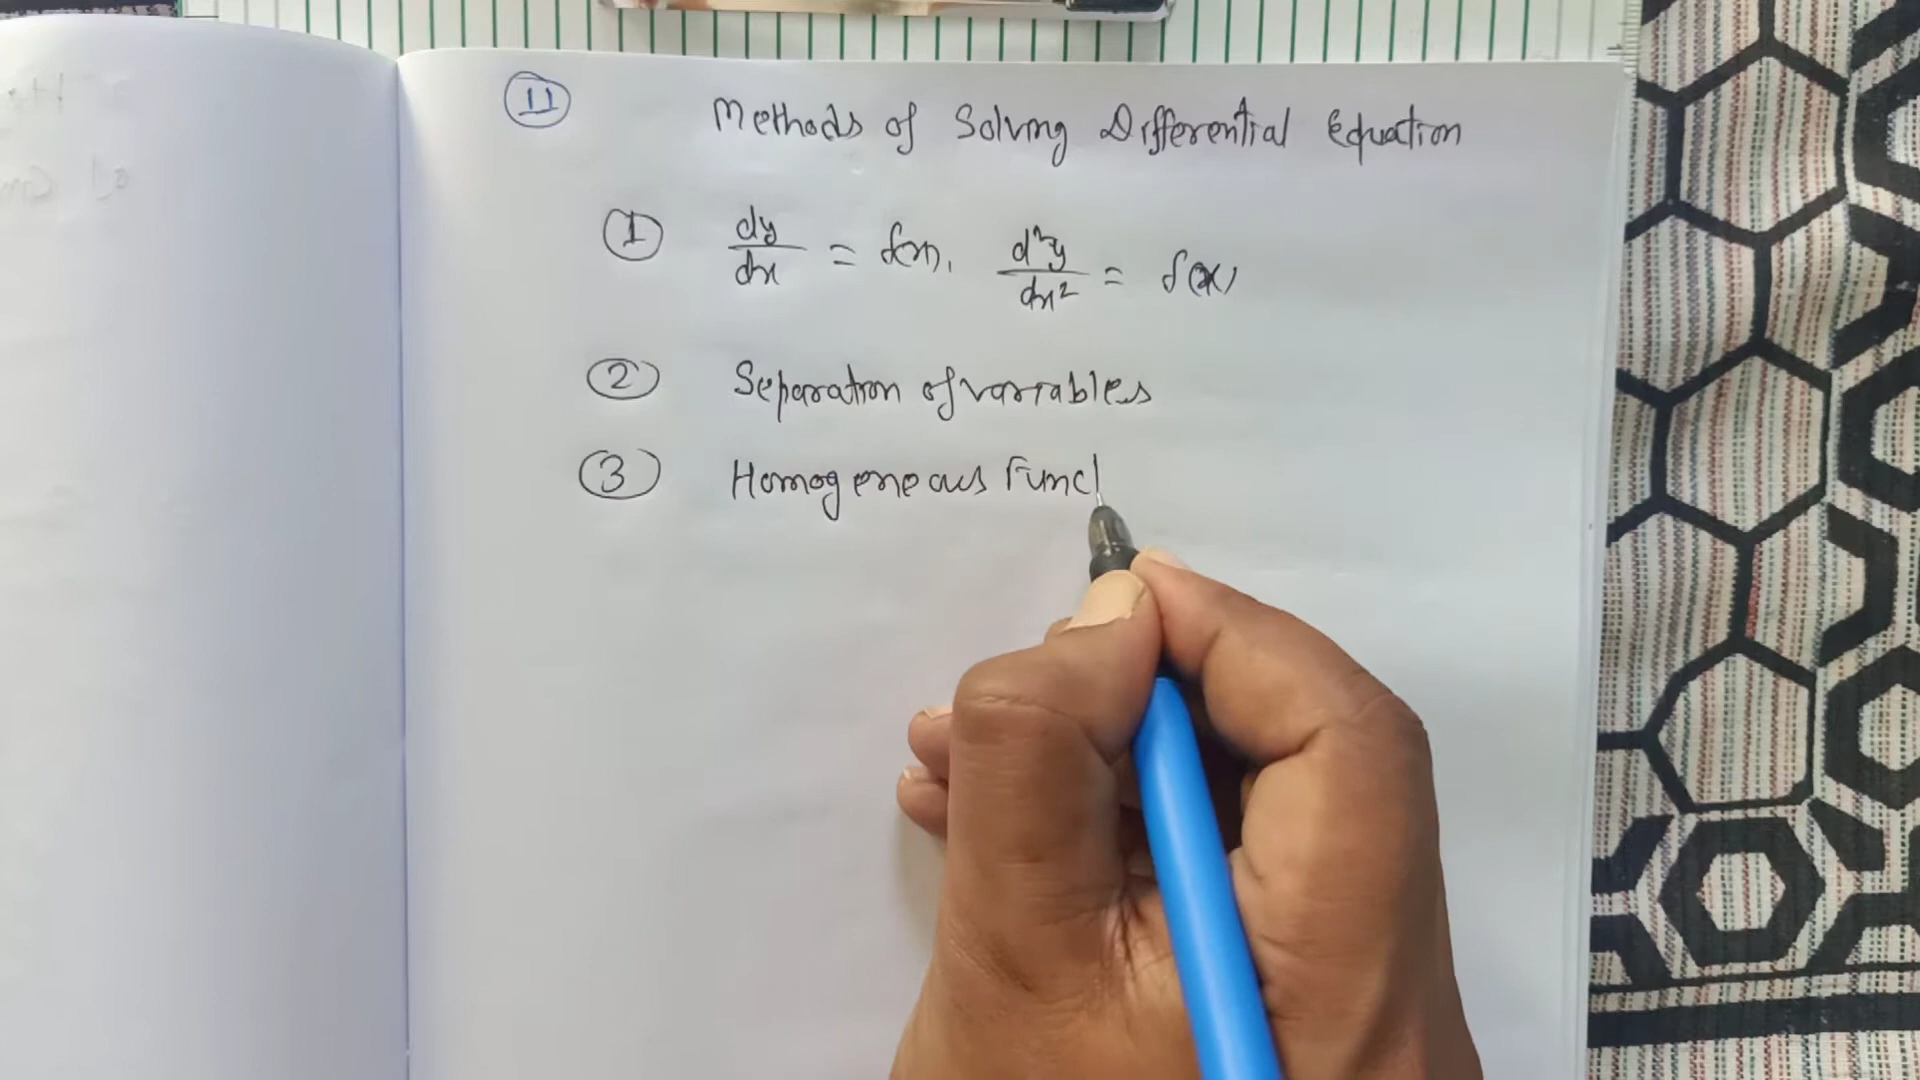 11 Methods of Solving Differential Equation
1 dy/dx = f(x), d²y/dx² = f(x)
2 Separation of variables
3 Homogeneous Funct